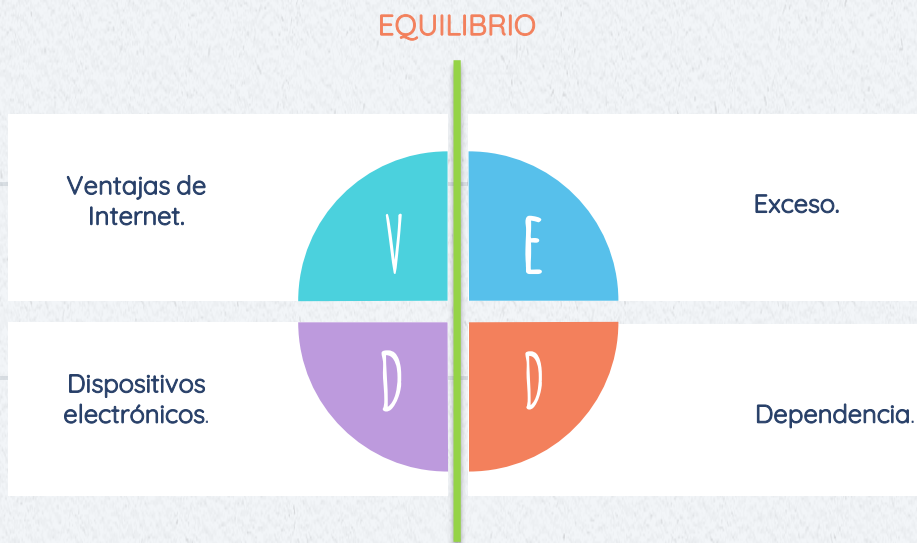 EQUILIBRIO
Ventajas de
Internet.
V
E
Exceso.
Dispositivos
electrónicos.
D
D
Dependencia.